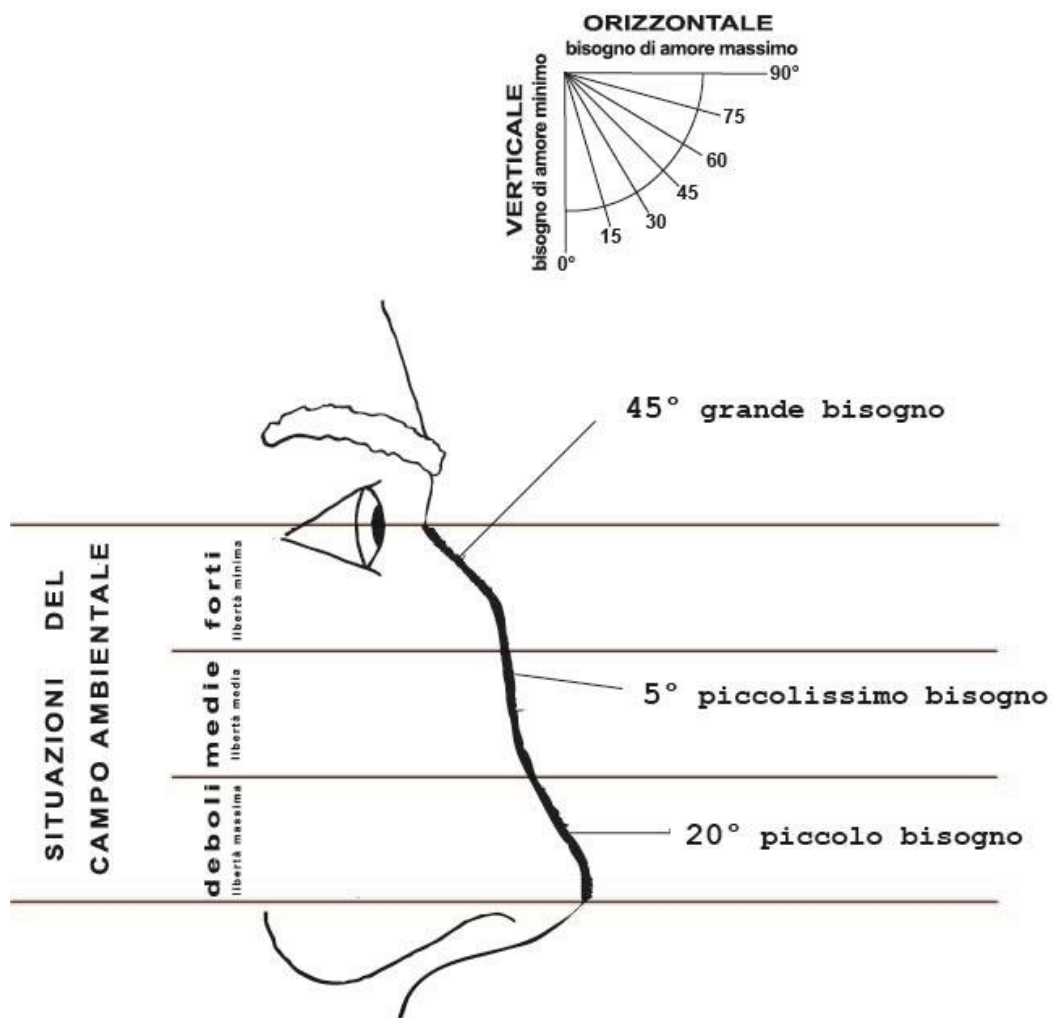 ORIZZONTALE
bisogno di amore massimo
VERTICALE
bisogno di amore minimo
90°
75
60
45
30
15
0°
45° grande bisogno
SITUAZIONI DEL
CAMPO AMBIENTALE
forti
libertà minima
medie
libertà media
deboli
libertà massima
5° piccolissimo bisogno
20° piccolo bisogno